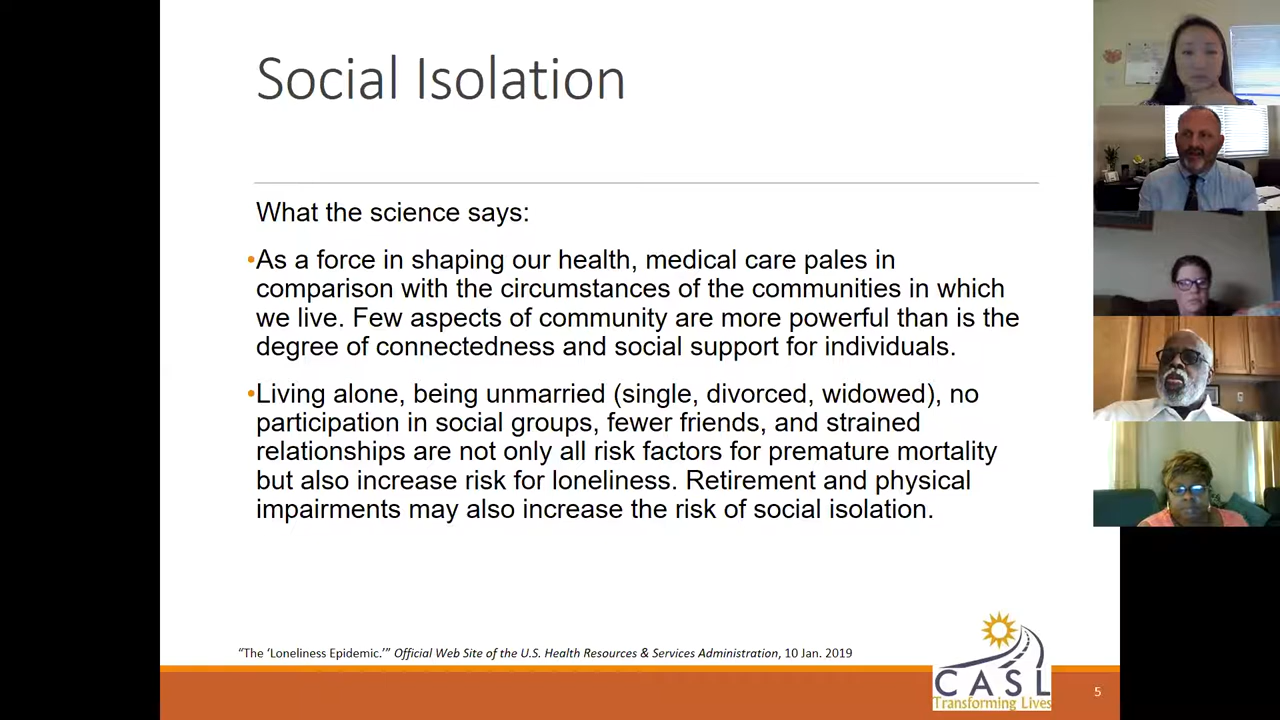 Social Isolation
What the science says:
•As a force in shaping our health, medical care pales in
comparison with the circumstances of the communities in which
we live. Few aspects of community are more powerful than is the
degree of connectedness and social support for individuals.
•Living alone, being unmarried (single, divorced, widowed), no
participation in social groups, fewer friends, and strained
relationships are not only all risk factors for premature mortality
but also increase risk for loneliness. Retirement and physical
impairments may also increase the risk of social isolation.
“The ‘Loneliness Epidemic.’” Official Web Site of the U.S. Health Resources & Services Administration, 10 Jan. 2019
CASL
Transforming Lives
5